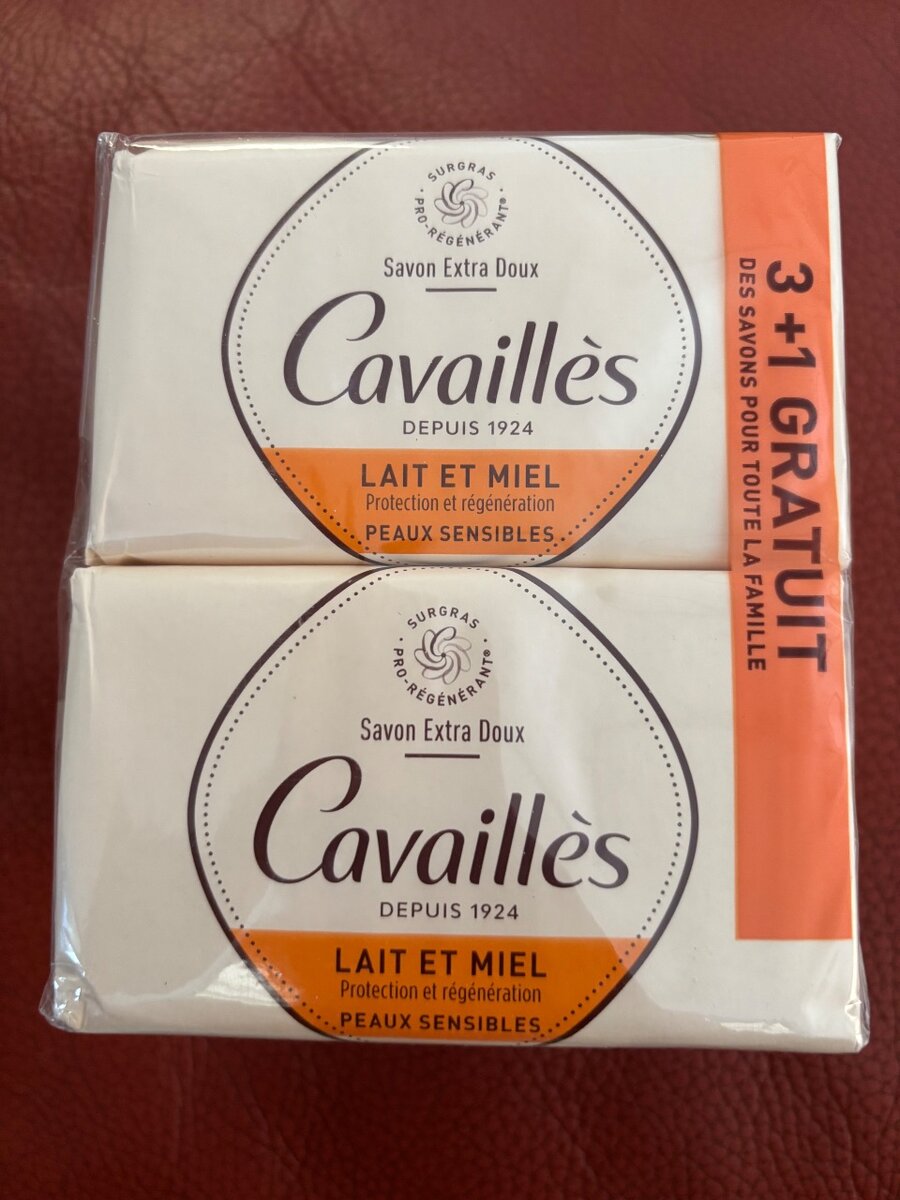 SURGRAS
PRO-RÉGÉNÉRANT®
Savon Extra Doux
Cavaillès
DEPUIS 1924
LAIT ET MIEL
Protection et régénération
PEAUX SENSIBLES
3 +1 GRATUIT
DES SAVONS POUR TOUTE LA FAMILLE
SURGRAS
PRO-RÉGÉNÉRANT®
Savon Extra Doux
Cavaillès
DEPUIS 1924
LAIT ET MIEL
Protection et régénération
PEAUX SENSIBLES